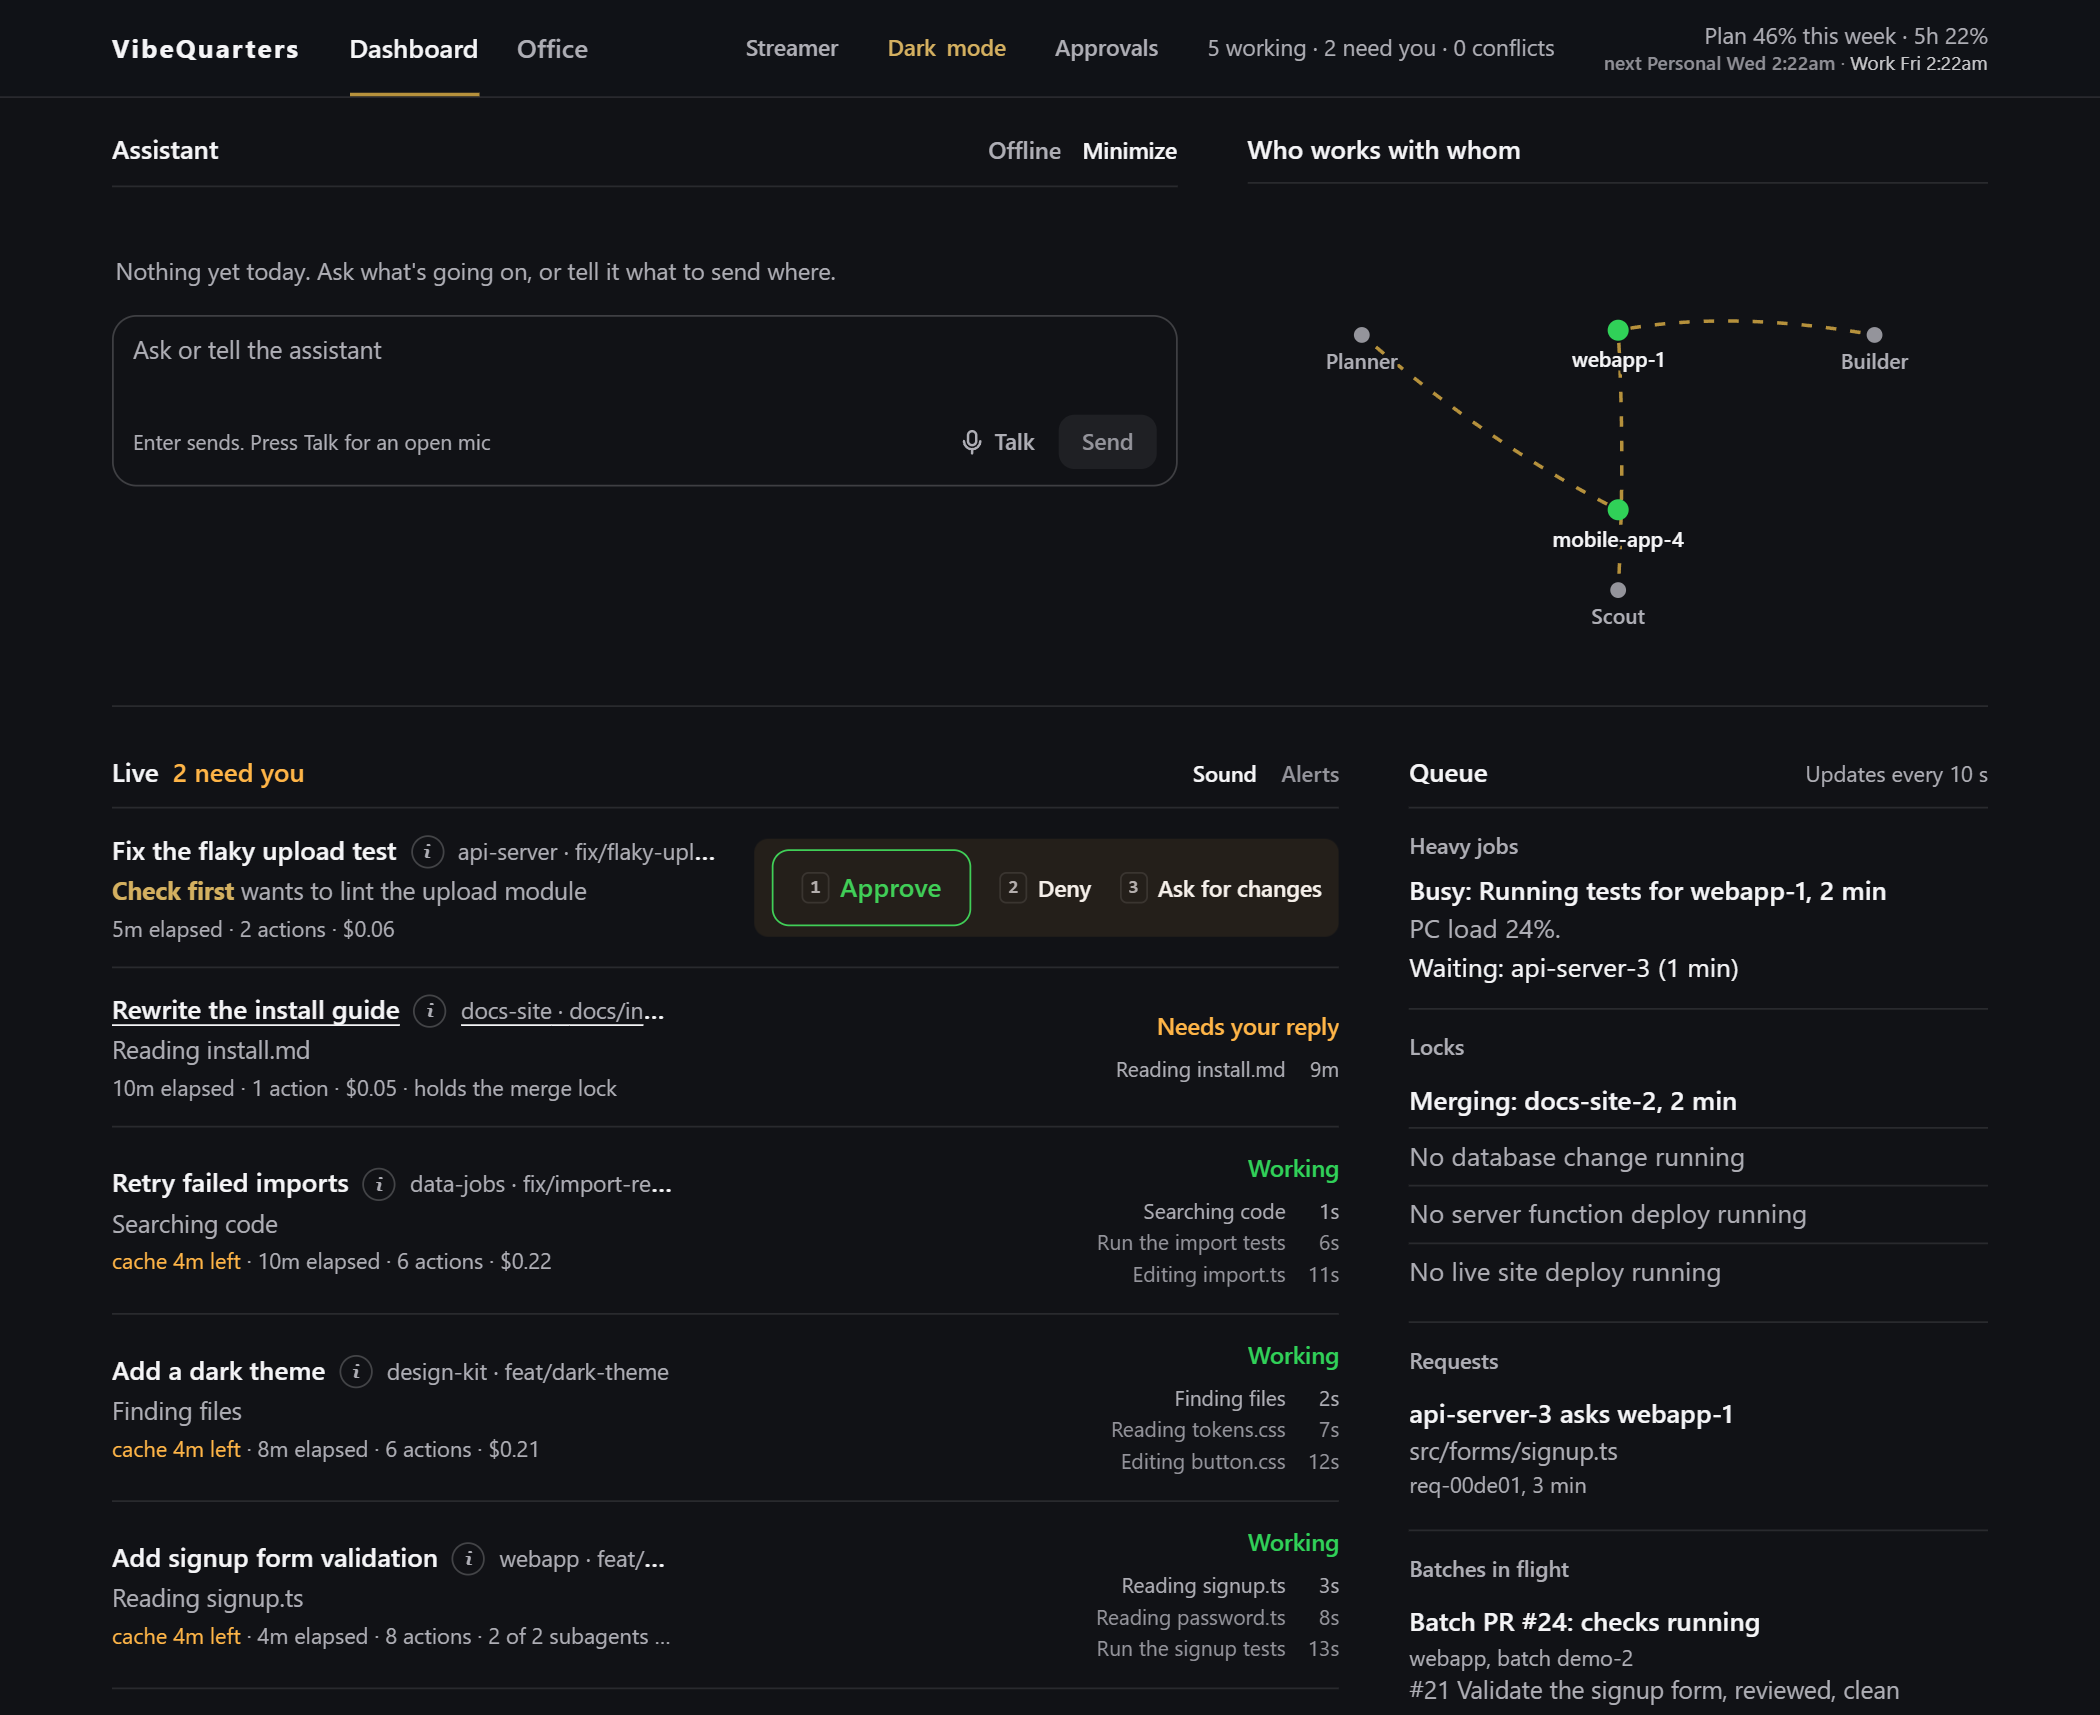 VibeQuarters Dashboard Office Streamer Dark mode Approvals 5 working · 2 need you · 0 conflicts
Plan 46% this week · 5h 22%
next Personal Wed 2:22am · Work Fri 2:22am
Assistant Offline Minimize
Nothing yet today. Ask what's going on, or tell it what to send where.
Ask or tell the assistant
Enter sends. Press Talk for an open mic Talk Send
Who works with whom
Planner webapp-1 Builder
mobile-app-4
Scout
Live 2 need you Sound Alerts
Fix the flaky upload test i api-server · fix/flaky-upl...
Check first wants to lint the upload module
5m elapsed · 2 actions · $0.06
1 Approve 2 Deny 3 Ask for changes
Rewrite the install guide i docs-site · docs/in...
Reading install.md
10m elapsed · 1 action · $0.05 · holds the merge lock
Needs your reply
Reading install.md 9m
Retry failed imports i data-jobs · fix/import-re...
Searching code
cache 4m left · 10m elapsed · 6 actions · $0.22
Working
Searching code 1s
Run the import tests 6s
Editing import.ts 11s
Add a dark theme i design-kit · feat/dark-theme
Finding files
cache 4m left · 8m elapsed · 6 actions · $0.21
Working
Finding files 2s
Reading tokens.css 7s
Editing button.css 12s
Add signup form validation i webapp · feat/...
Reading signup.ts
cache 4m left · 4m elapsed · 8 actions · 2 of 2 subagents ...
Working
Reading signup.ts 3s
Reading password.ts 8s
Run the signup tests 13s
Queue Updates every 10 s
Heavy jobs
Busy: Running tests for webapp-1, 2 min
PC load 24%.
Waiting: api-server-3 (1 min)
Locks
Merging: docs-site-2, 2 min
No database change running
No server function deploy running
No live site deploy running
Requests
api-server-3 asks webapp-1
src/forms/signup.ts
req-00de01, 3 min
Batches in flight
Batch PR #24: checks running
webapp, batch demo-2
#21 Validate the signup form, reviewed, clean